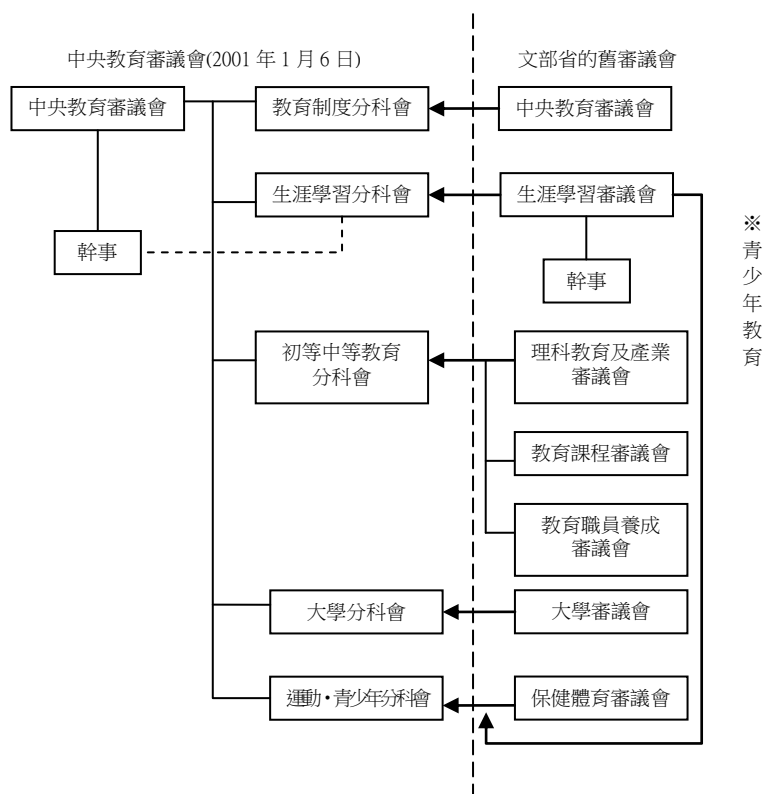 中央教育審議會(2001 年 1 月 6 日)
文部省的舊審議會
中央教育審議會
教育制度分科會
中央教育審議會
生涯學習分科會
生涯學習審議會
幹事
幹事
※青少年教育
初等中等教育
分科會
理科教育及產業
審議會
教育課程審議會
教育職員養成
審議會
大學分科會
大學審議會
運動・青少年分科會
保健體育審議會